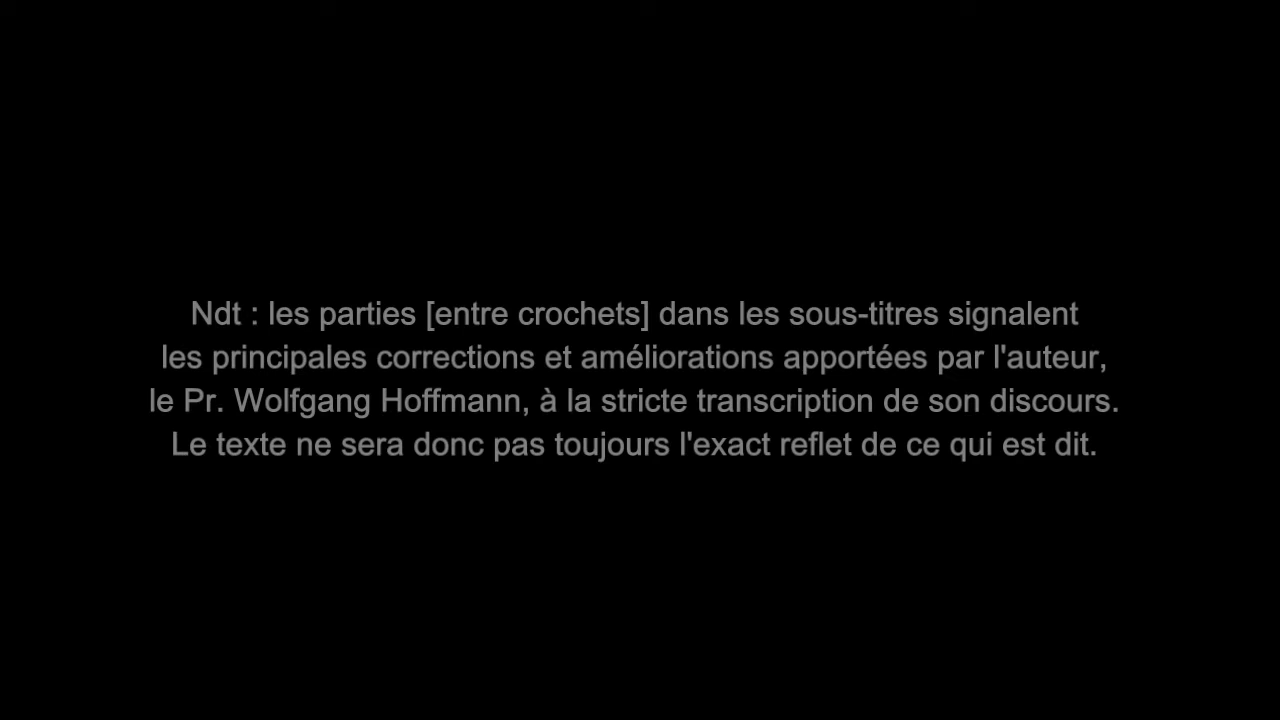 Ndt : les parties [entre crochets] dans les sous-titres signalent
les principales corrections et améliorations apportées par l'auteur,
le Pr. Wolfgang Hoffmann, à la stricte transcription de son discours.
Le texte ne sera donc pas toujours l'exact reflet de ce qui est dit.